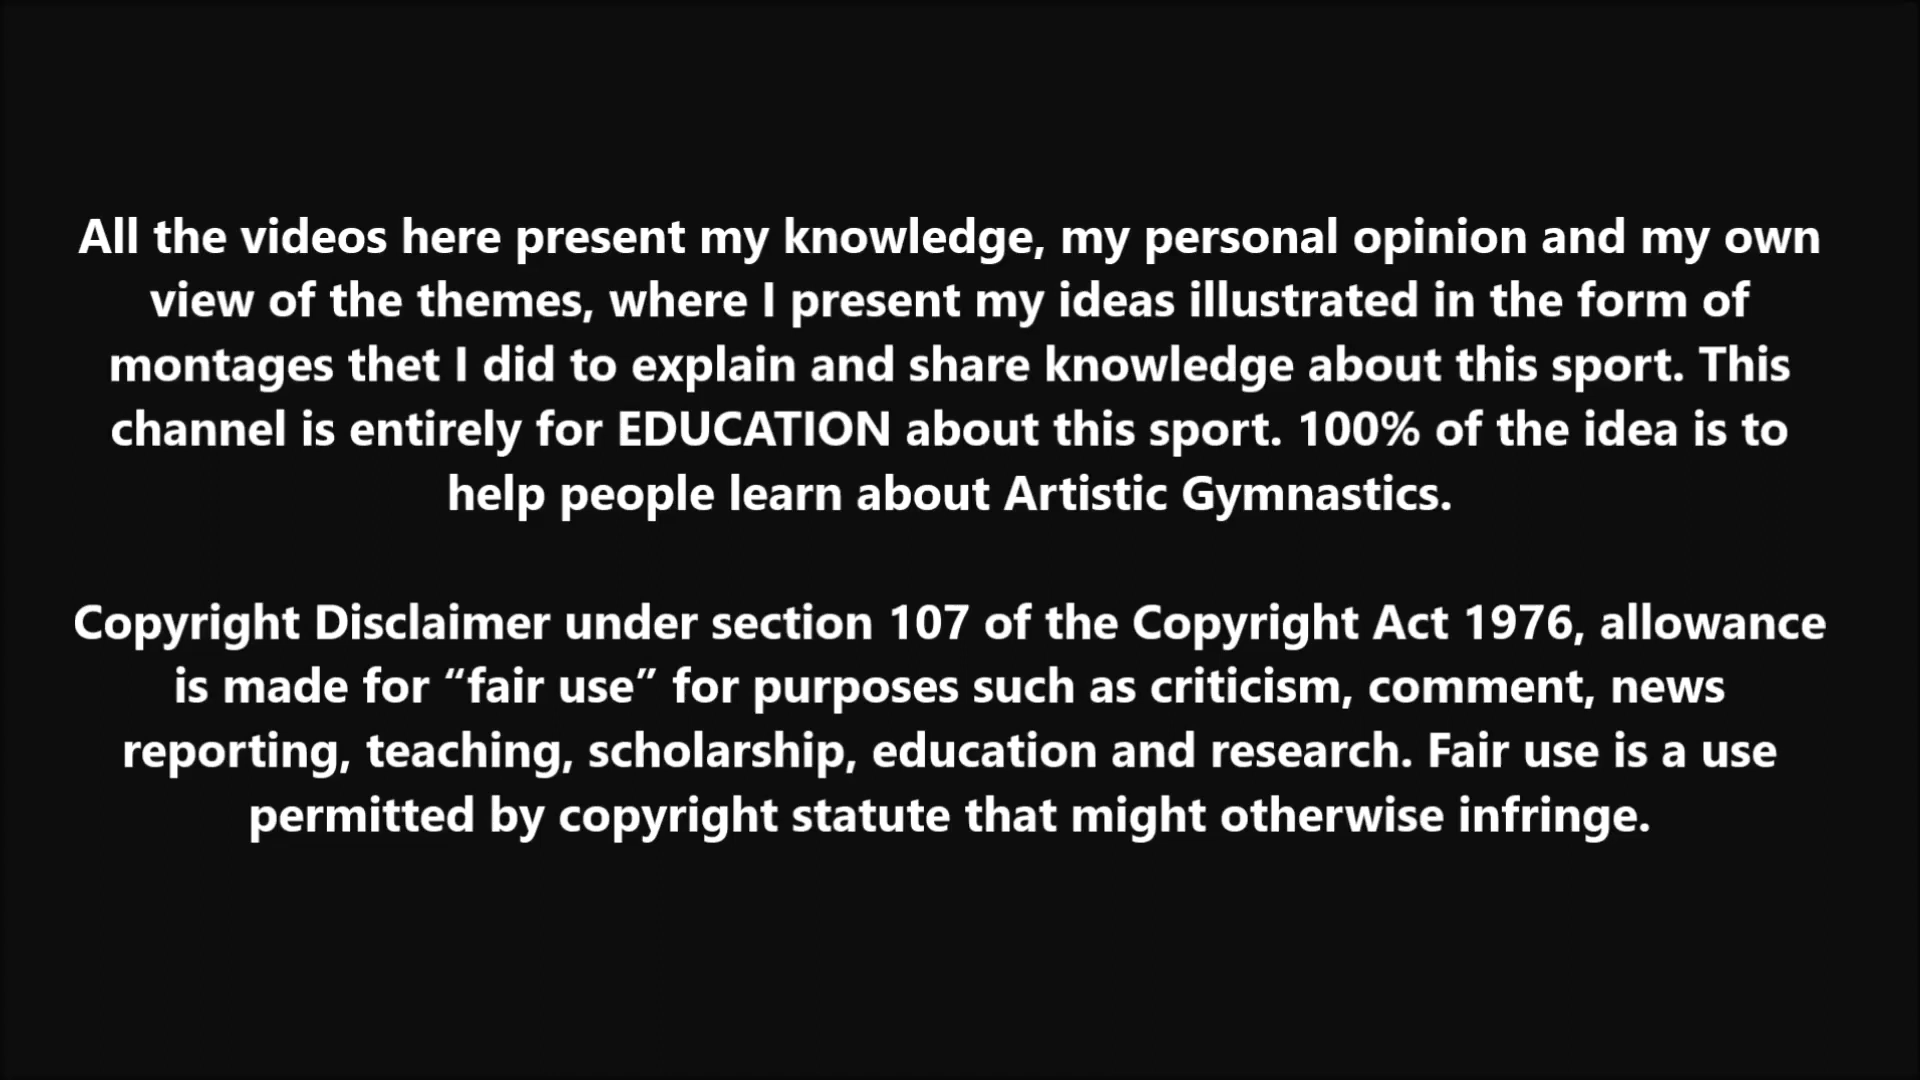 All the videos here present my knowledge, my personal opinion and my own
view of the themes, where I present my ideas illustrated in the form of
montages thet I did to explain and share knowledge about this sport. This
channel is entirely for EDUCATION about this sport. 100% of the idea is to
help people learn about Artistic Gymnastics.
Copyright Disclaimer under section 107 of the Copyright Act 1976, allowance
is made for “fair use” for purposes such as criticism, comment, news
reporting, teaching, scholarship, education and research. Fair use is a use
permitted by copyright statute that might otherwise infringe.